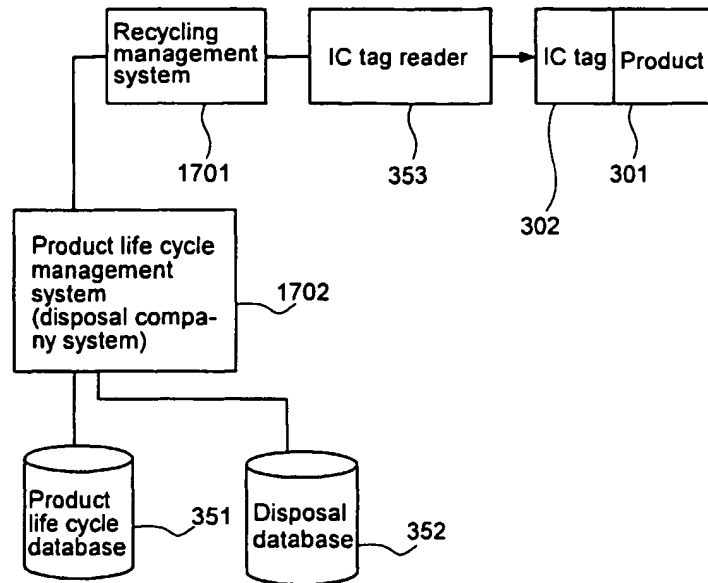 Recycling
management
system
IC tag reader
IC tag
Product
1701
353
302
301
Product life cycle
management
system
(disposal compa-
ny system)
1702
Product
life cycle
database
351
Disposal
database
352